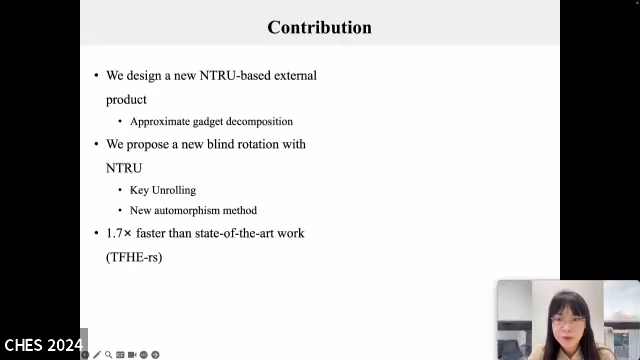 Contribution
• We design a new NTRU-based external
product
• Approximate gadget decomposition
• We propose a new blind rotation with
NTRU
• Key Unrolling
• New automorphism method
• 1.7× faster than state-of-the-art work
(TFHE-rs)
CHES 2024